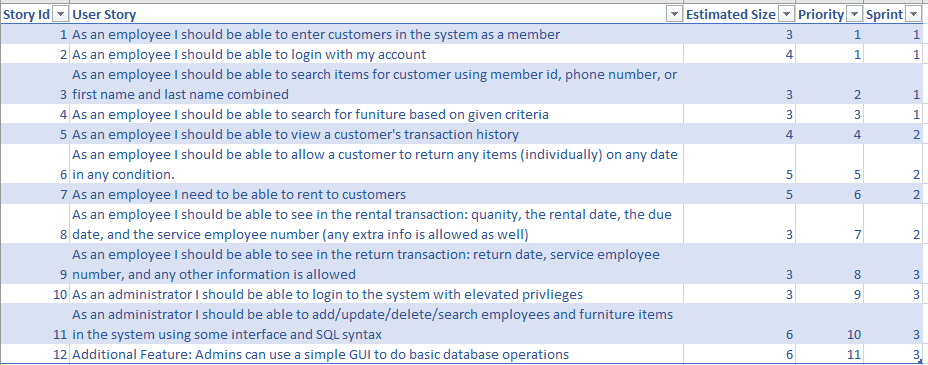 Story Id User Story Estimated Size Priority Sprint
1 As an employee I should be able to enter customers in the system as a member 3 1 1
2 As an employee I should be able to login with my account 4 1 1
As an employee I should be able to search items for customer using member id, phone number, or
3 first name and last name combined 3 2 1
4 As an employee I should be able to search for funiture based on given criteria 3 3 1
5 As an employee I should be able to view a customer's transaction history 4 4 2
As an employee I should be able to allow a customer to return any items (individually) on any date
6 in any condition. 5 5 2
7 As an employee I need to be able to rent to customers 5 6 2
As an employee I should be able to see in the rental transaction: quanity, the rental date, the due
8 date, and the service employee number (any extra info is allowed as well) 3 7 2
As an employee I should be able to see in the return transaction: return date, service employee
9 number, and any other information is allowed 3 8 3
10 As an administrator I should be able to login to the system with elevated privlieges 3 9 3
As an administrator I should be able to add/update/delete/search employees and furniture items
11 in the system using some interface and SQL syntax 6 10 3
12 Additional Feature: Admins can use a simple GUI to do basic database operations 6 11 3